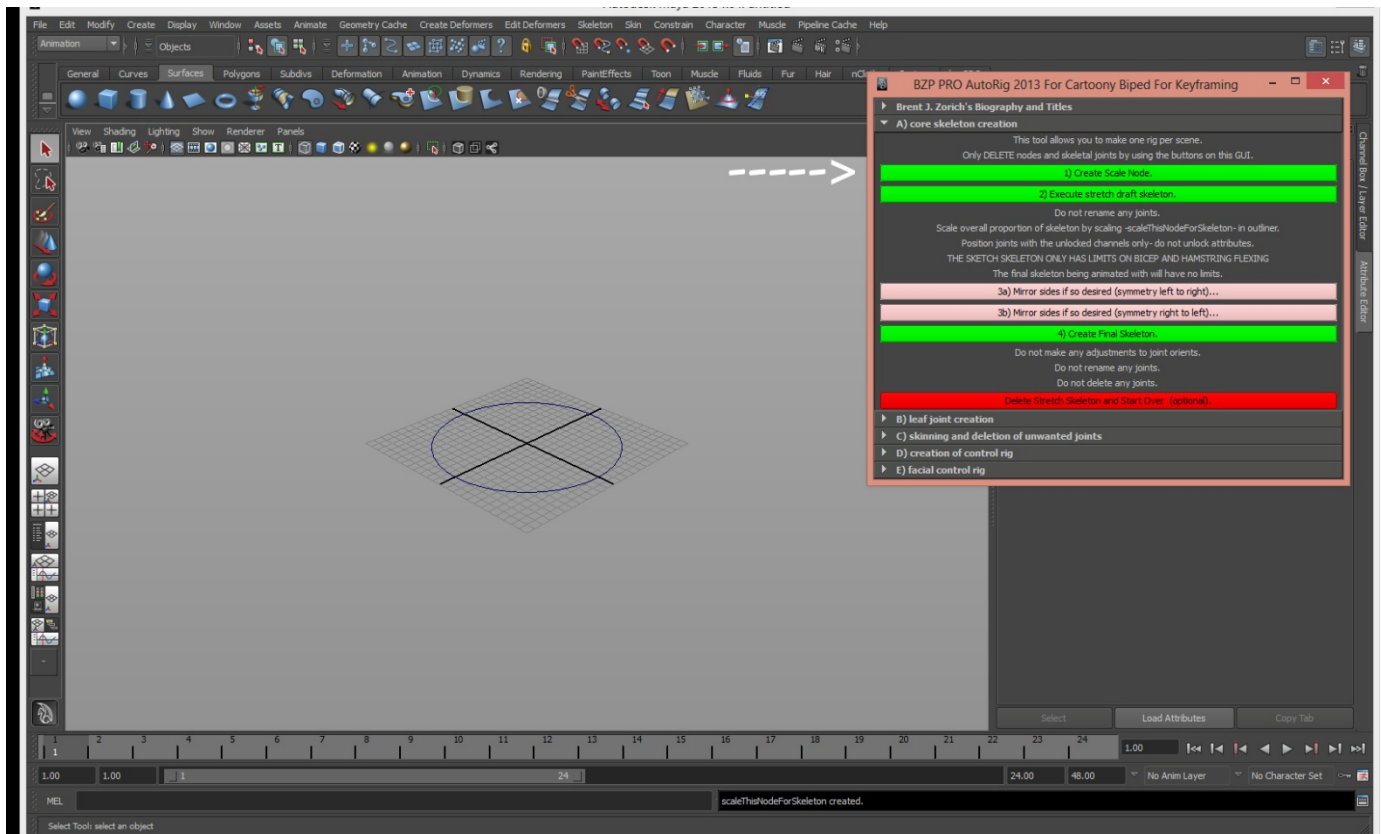 File Edit Modify Create Display Window Assets Animate Geometry Cache Create Deformers Edit Deformers Skeleton Skin Constrain Character Muscle Pipeline Cache Help
Animation Objects
General Curves Surfaces Polygons Subdivs Deformation Animation Dynamics Rendering PaintEffects Toon Muscle Fluids Fur Hair
BZP PRO AutoRig 2013 For Cartoony Biped For Keyframing
Brent J. Zorich's Biography and Titles
A) core skeleton creation
This tool allows you to make one rig per scene.
Only DELETE nodes and skeletal joints by using the buttons on this GUI.
1) Create Scale Node.
2) Execute stretch draft skeleton.
Do not rename any joints.
Scale overall proportion of skeleton by scaling -scaleThisNodeForSkeleton- in outliner.
Position joints with the unlocked channels only- do not unlock attributes.
THE SKETCH SKELETON ONLY HAS LIMITS ON BICEP AND HAMSTRING FLEXING
The final skeleton being animated with will have no limits.
3a) Mirror sides if so desired (symmetry left to right)...
3b) Mirror sides if so desired (symmetry right to left)...
4) Create Final Skeleton.
Do not make any adjustments to joint orients.
Do not rename any joints.
Do not delete any joints.
Delete Stretch Skeleton and Start Over (optional).
B) leaf joint creation
C) skinning and deletion of unwanted joints
D) creation of control rig
E) facial control rig
View Shading Lighting Show Renderer Panels
Channel Box / Layer Editor
Attribute Editor
Select Load Attributes Copy Tab
1 2 3 4 5 6 7 8 9 10 11 12 13 14 15 16 17 18 19 20 21 22 23 24
1 1.00
1.00 1.00 1 24 24.00 48.00 No Anim Layer No Character Set
MEL scaleThisNodeForSkeleton created.
Select Tool: select an object